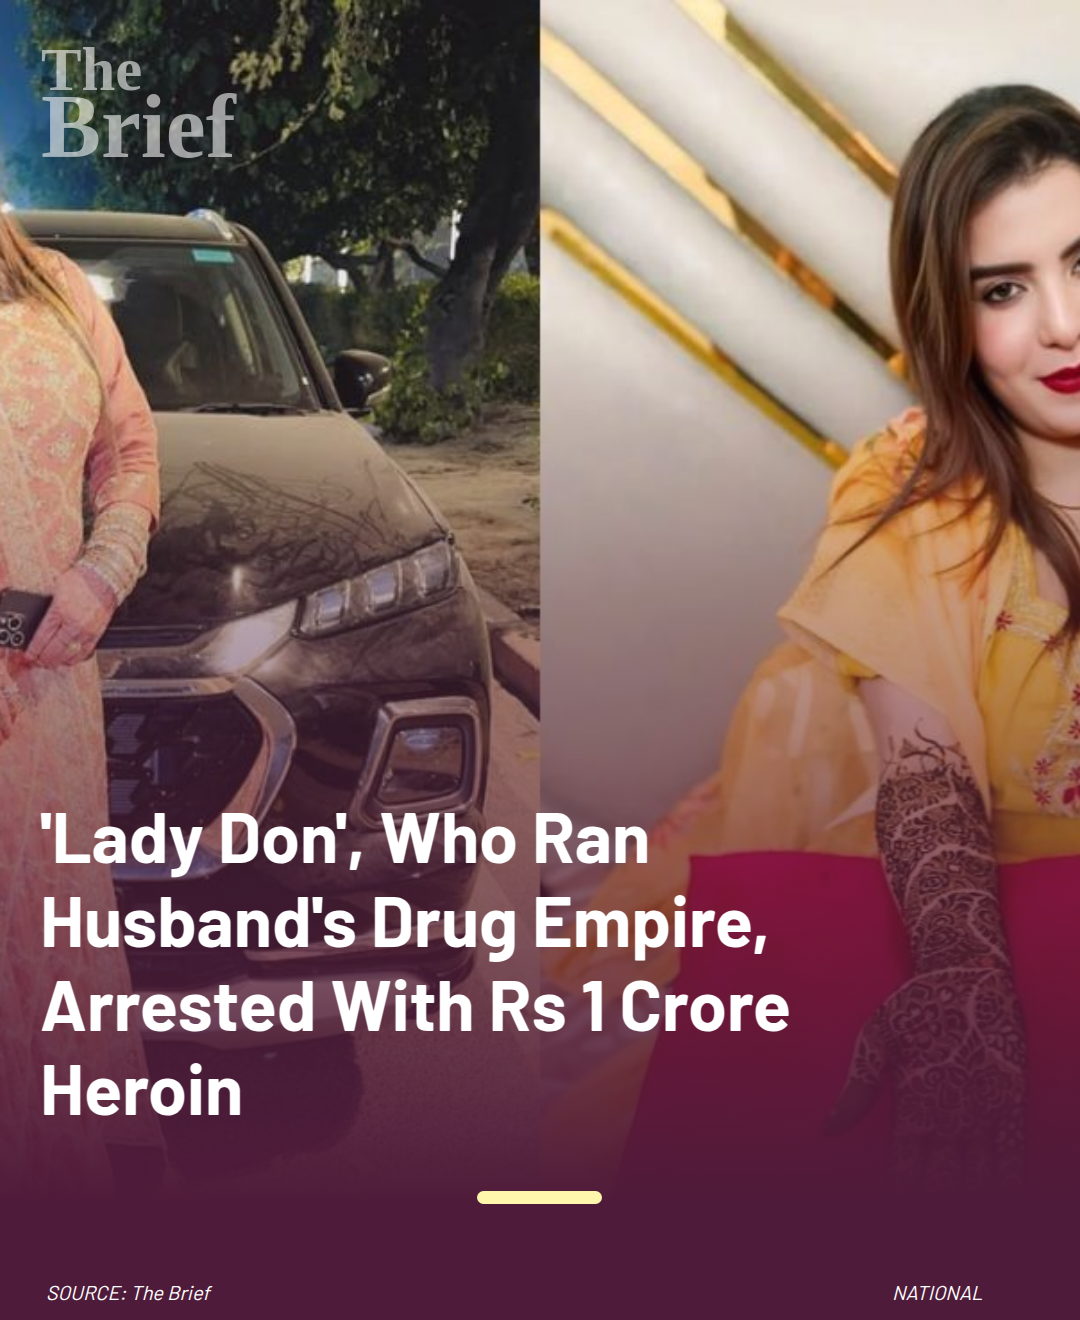 The
Brief
'Lady Don', Who Ran
Husband's Drug Empire,
Arrested With Rs 1 Crore
Heroin
SOURCE: The Brief
NATIONAL